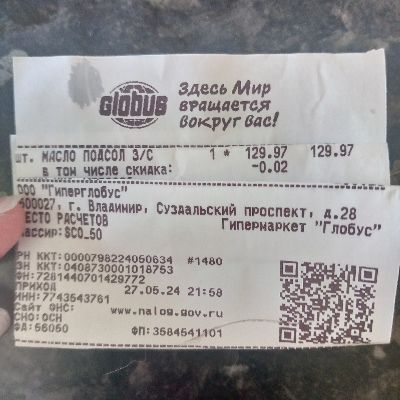 Globus
Здесь Мир
вращается
вокруг вас!
шт. МАСЛО ПОДСОЛ З/С 1 * 129.97 129.97
в том числе скидка: -0.02
ООО "Гиперглобус"
600027, г. Владимир, Суздальский проспект, д.28
МЕСТО РАСЧЕТОВ Гипермаркет "Глобус"
Кассир:SCO_50
РН ККТ:0000798224050634 #1480
ЗН ККТ:0408730001018753
ФН:7281440701429772
ПРИХОД 27.05.24 21:58
ИНН:7743543761
Сайт ФНС: www.nalog.gov.ru
СНО:ОСН
ФД:56050 ФП:3584541101